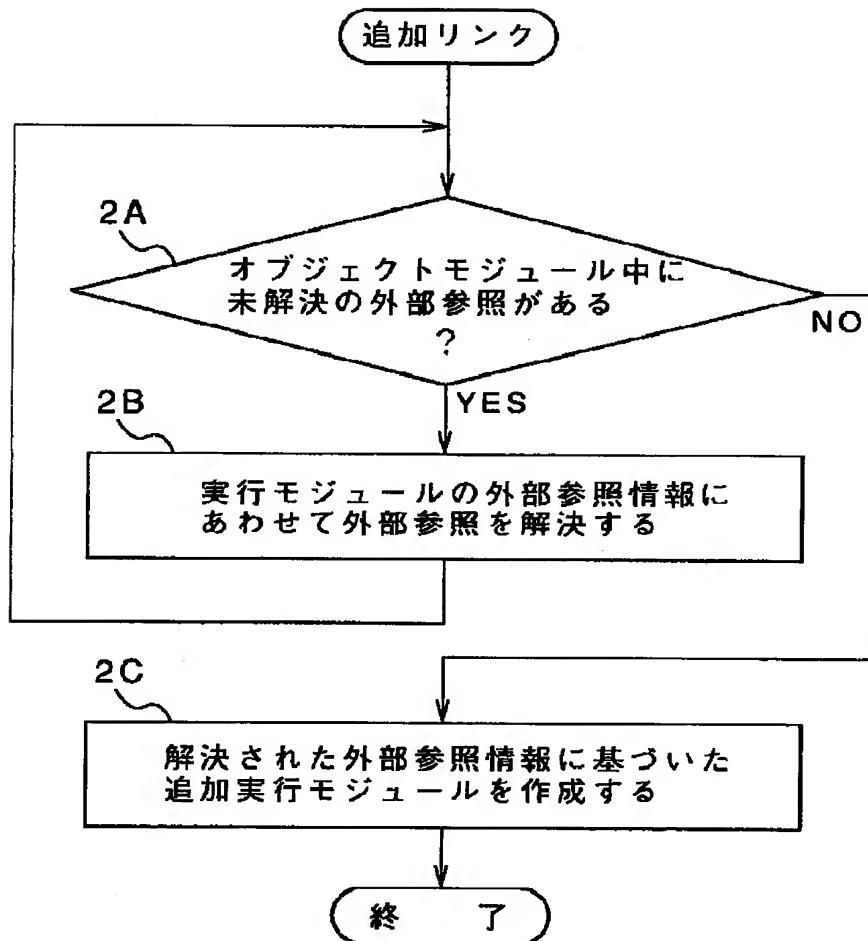 追加リンク
2A
オブジェクトモジュール中に
未解決の外部参照がある
?
NO
YES
2B
実行モジュールの外部参照情報に
あわせて外部参照を解決する
2C
解決された外部参照情報に基づいた
追加実行モジュールを作成する
終 了